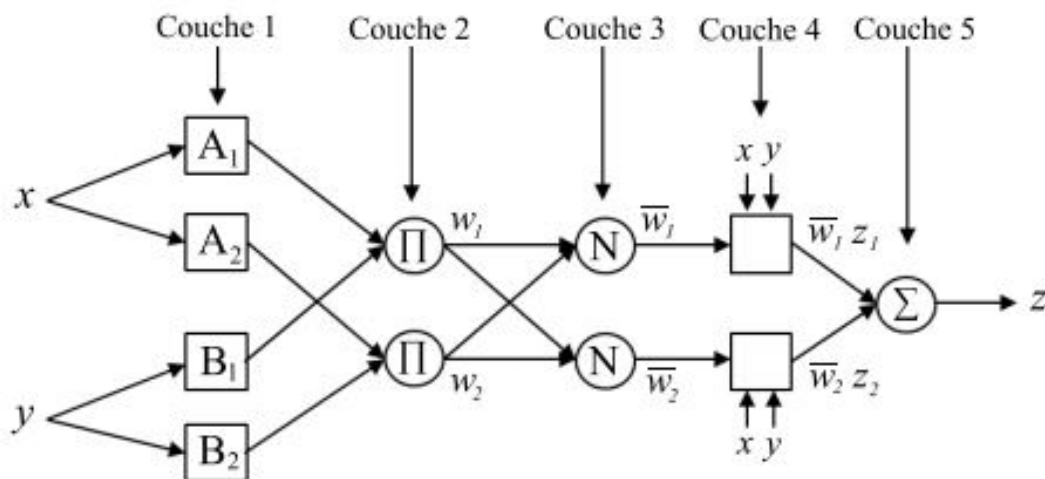 Couche 1 Couche 2 Couche 3 Couche 4 Couche 5
x y
A₁
x
w₁ w̅₁ w̅₁ z₁
A₂ Π N
Σ z
B₁ Π N
w₂ w̅₂ w̅₂ z₂
y
x y
B₂